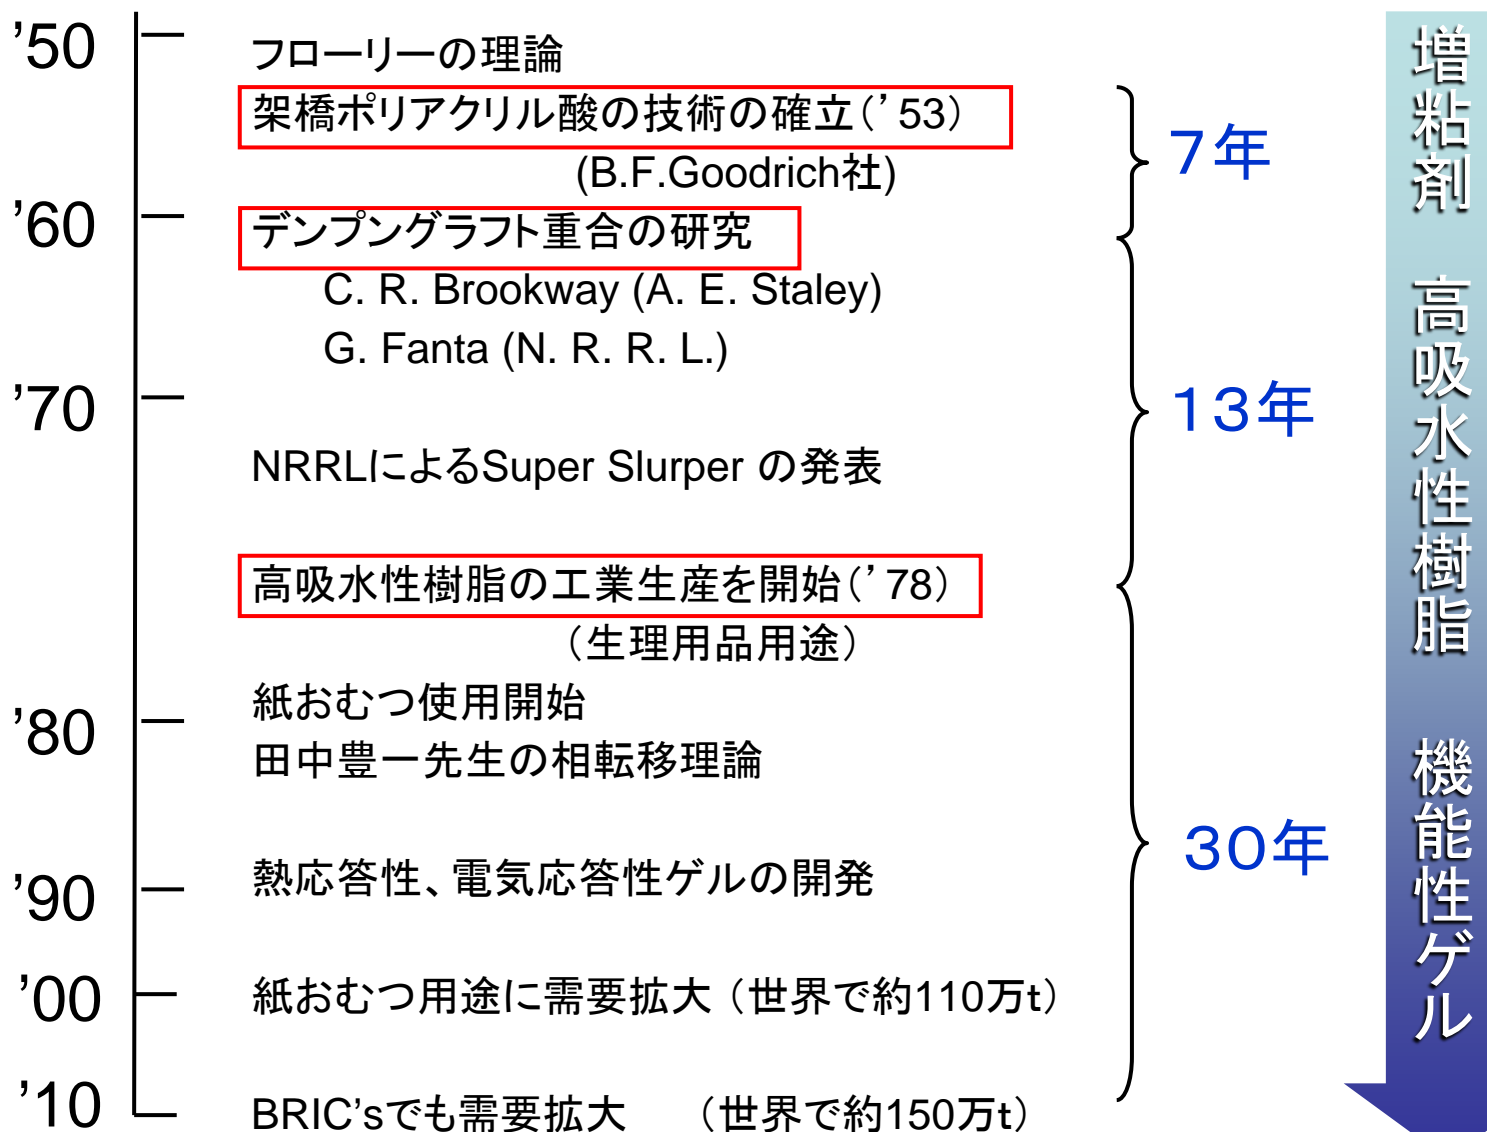 '50
フローリーの理論
架橋ポリアクリル酸の技術の確立（’53）
(B.F.Goodrich社)
7年
'60
デンプングラフト重合の研究
C. R. Brookway (A. E. Staley)
G. Fanta (N. R. R. L.)
'70
13年
NRRLによるSuper Slurper の発表
高吸水性樹脂の工業生産を開始（’78）
（生理用品用途）
紙おむつ使用開始
'80
田中豊一先生の相転移理論
30年
'90
熱応答性、電気応答性ゲルの開発
'00
紙おむつ用途に需要拡大（世界で約110万t）
'10
BRIC'sでも需要拡大　（世界で約150万t）
増粘剤　高吸水性樹脂　機能性ゲル